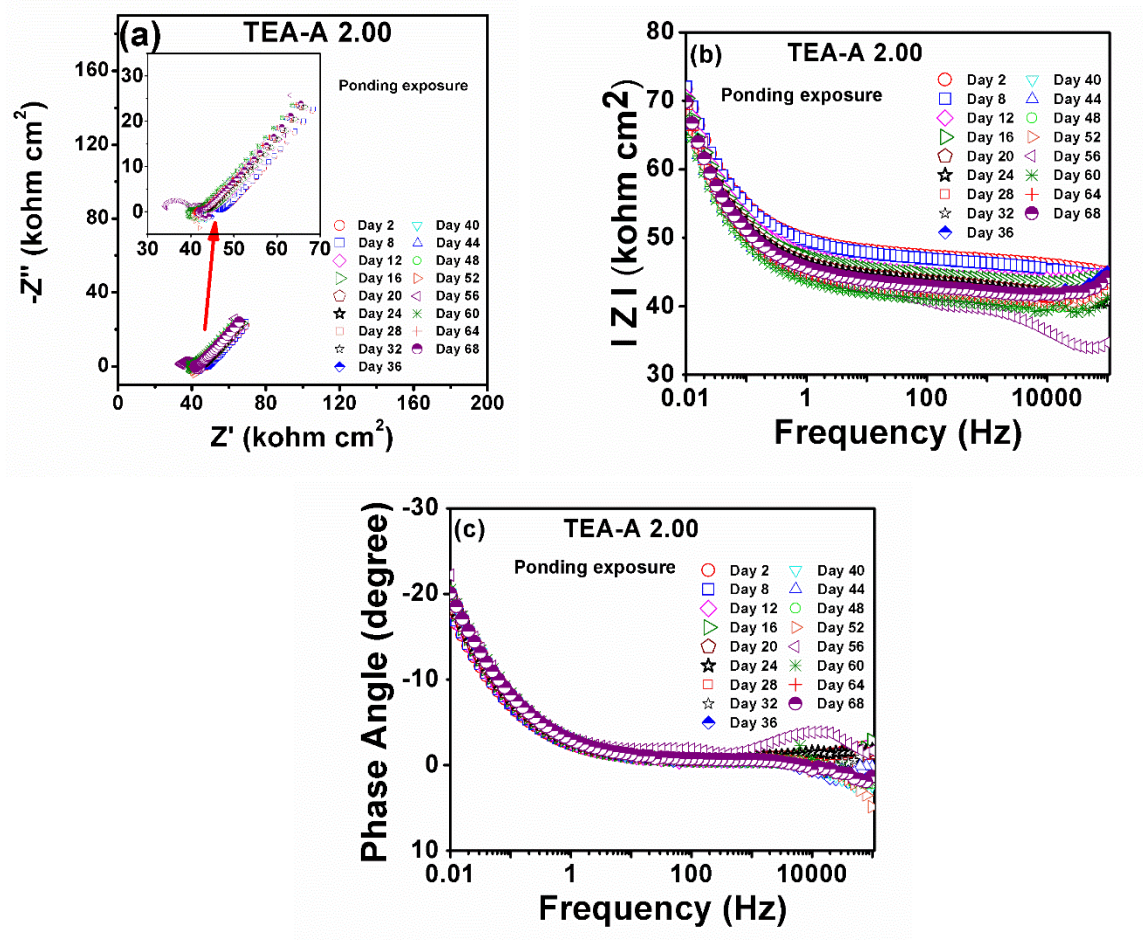 (a) TEA-A 2.00
Ponding exposure
-Z" (kohm cm²)
160
120
80
40
0
25
20
15
10
5
0
30 40 50 60 70
Day 2 Day 40
Day 8 Day 44
Day 12 Day 48
Day 16 Day 52
Day 20 Day 56
Day 24 Day 60
Day 28 Day 64
Day 32 Day 68
Day 36
0 40 80 120 160 200
Z' (kohm cm²)
(b) TEA-A 2.00
Ponding exposure
I Z I (kohm cm²)
80
70
60
50
40
30
Day 2 Day 40
Day 8 Day 44
Day 12 Day 48
Day 16 Day 52
Day 20 Day 56
Day 24 Day 60
Day 28 Day 64
Day 32 Day 68
Day 36
0.01 1 100 10000
Frequency (Hz)
(c) TEA-A 2.00
Ponding exposure
Phase Angle (degree)
-30
-20
-10
0
10
Day 2 Day 40
Day 8 Day 44
Day 12 Day 48
Day 16 Day 52
Day 20 Day 56
Day 24 Day 60
Day 28 Day 64
Day 32 Day 68
Day 36
0.01 1 100 10000
Frequency (Hz)